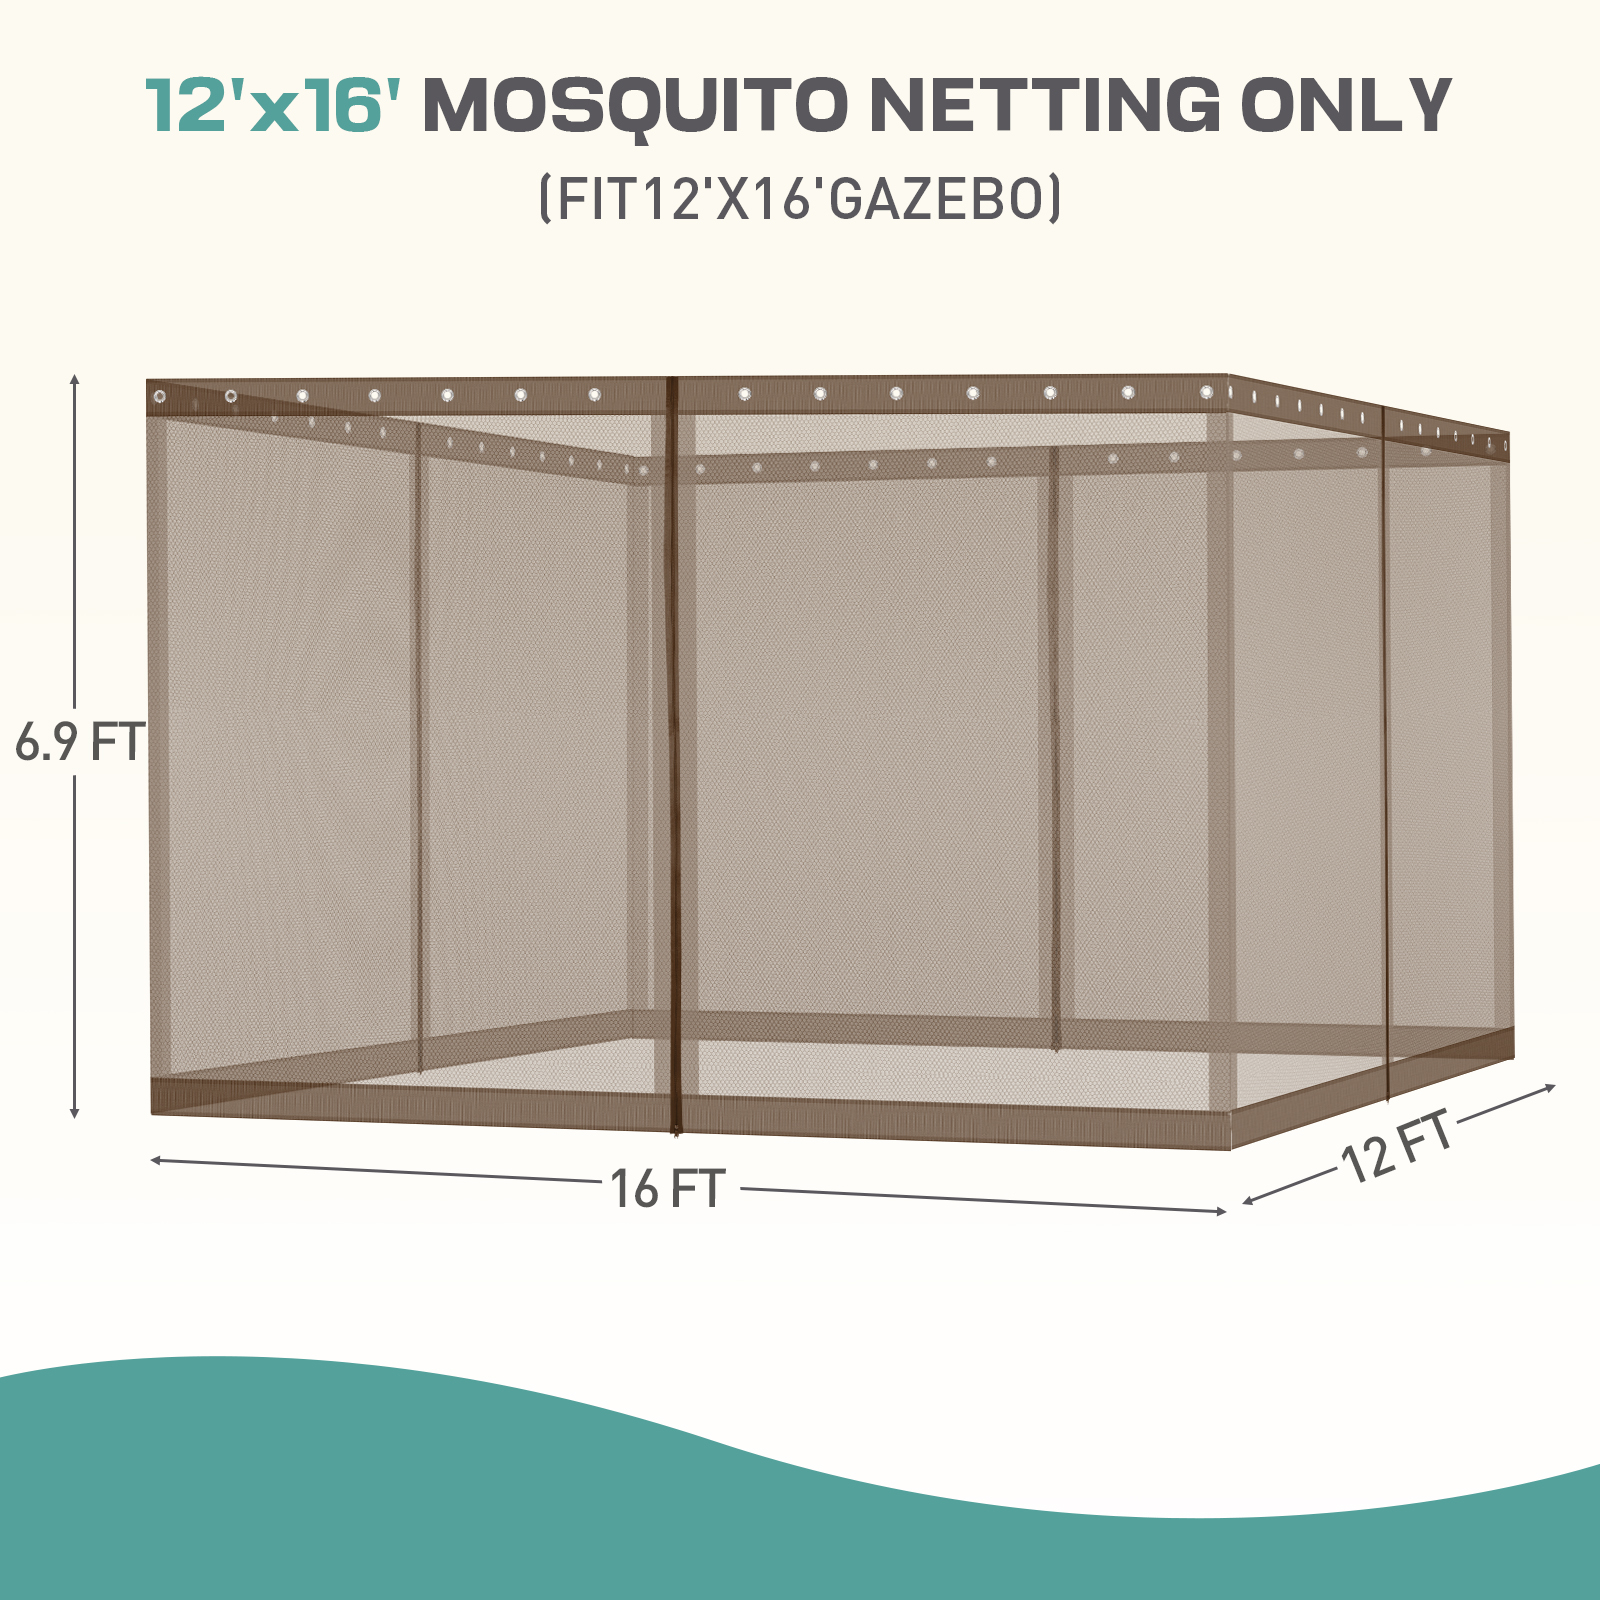 12'x16' MOSQUITO NETTING ONLY
(FIT12'X16'GAZEBO)
6.9 FT
12 FT
16 FT